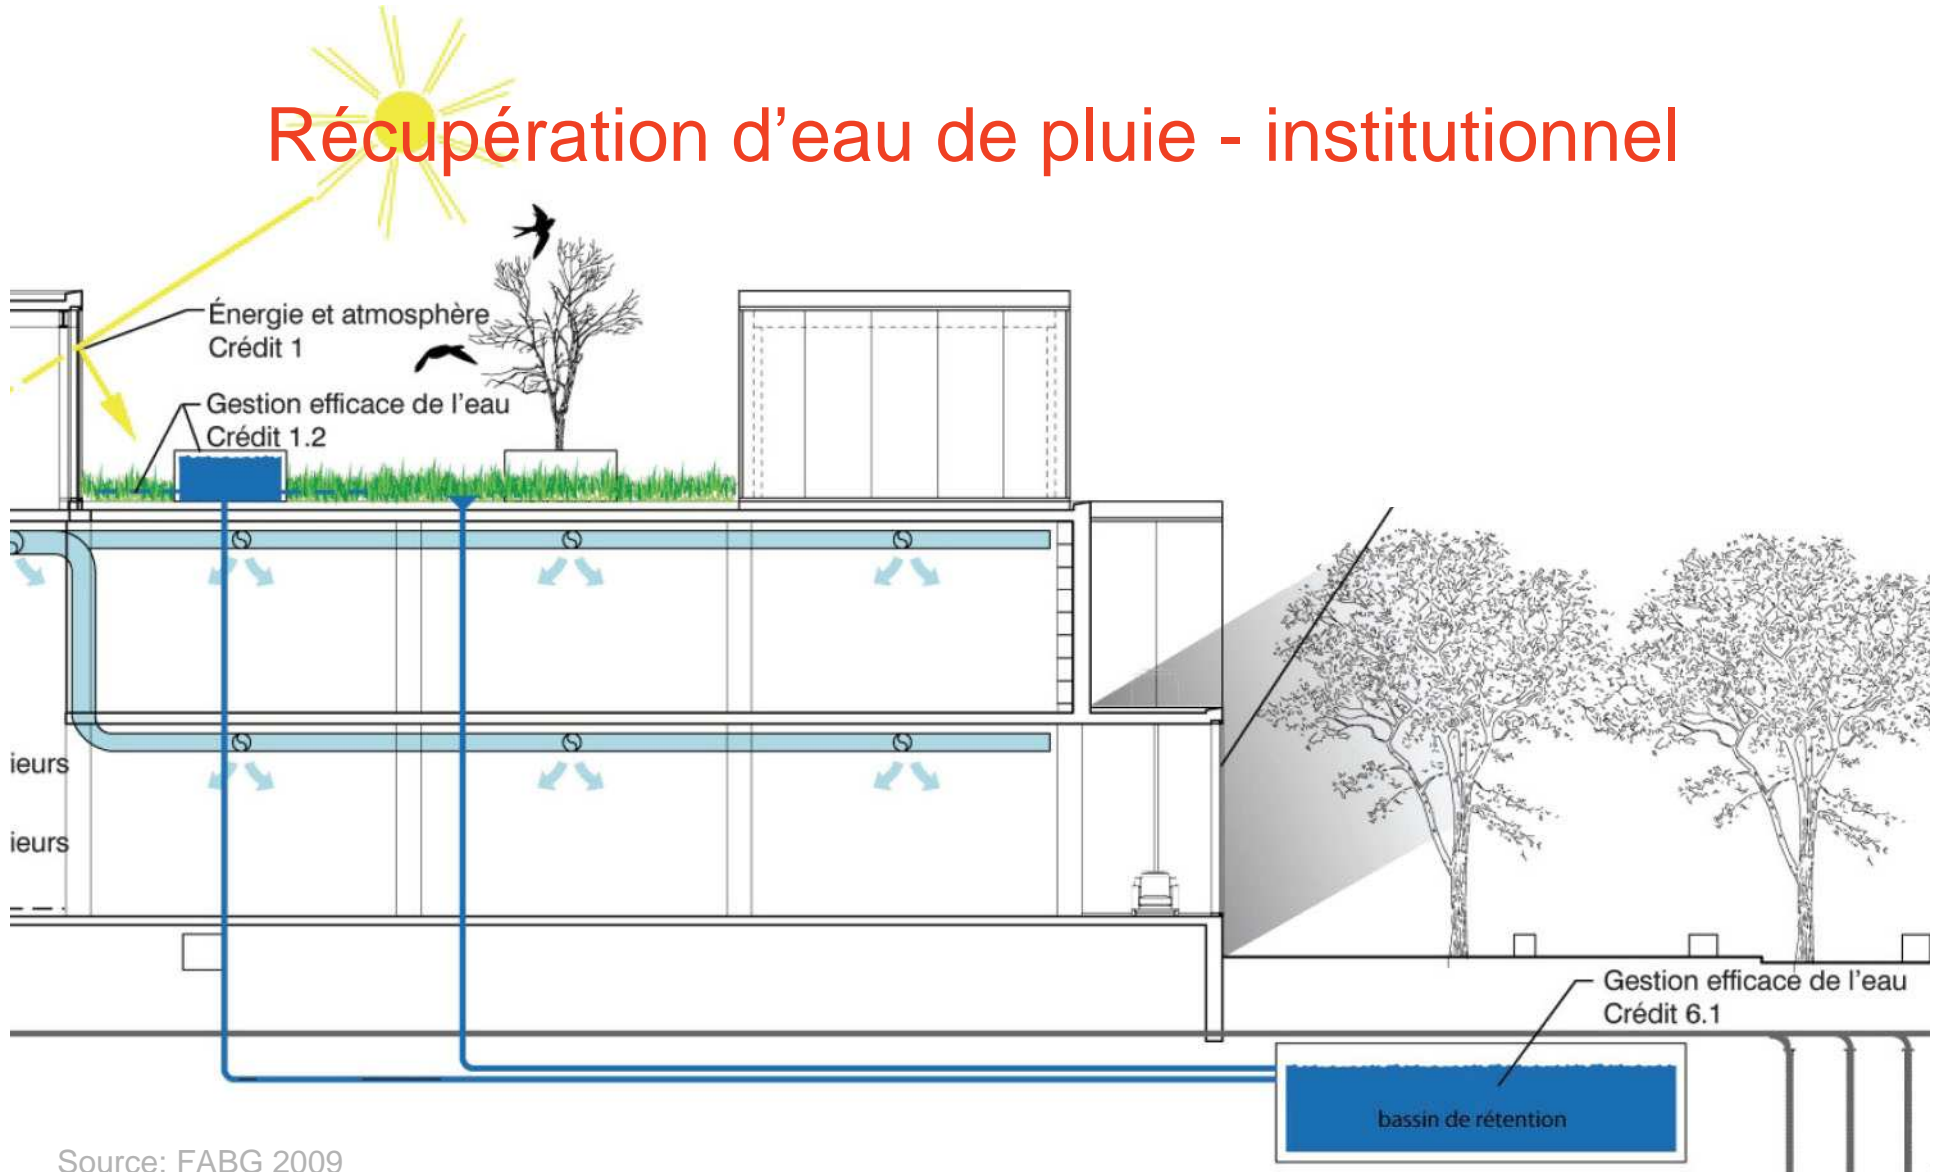 Récupération d’eau de pluie - institutionnel
Énergie et atmosphère
Crédit 1
Gestion efficace de l’eau
Crédit 1.2
ieurs
ieurs
Gestion efficace de l’eau
Crédit 6.1
bassin de rétention
Source: FABG 2009